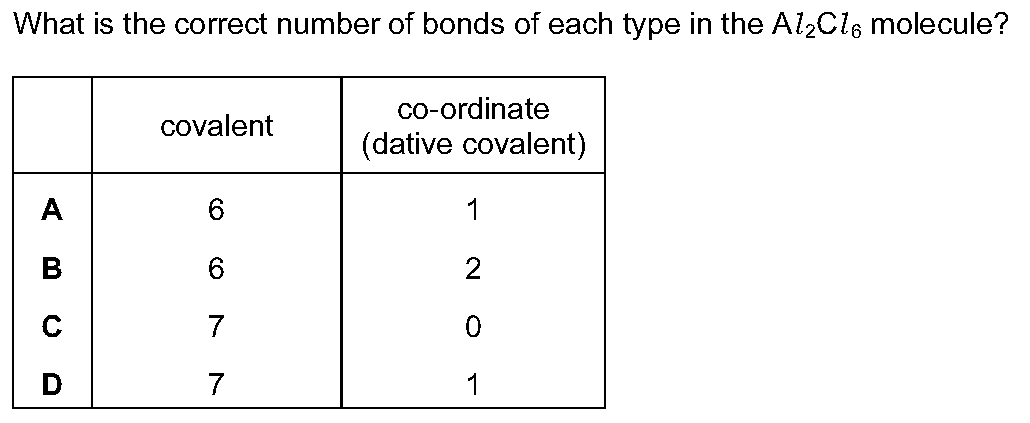 What is the correct number of bonds of each type in the Al₂Cl₆ molecule?
covalent
co-ordinate
(dative covalent)
A 6 1
B 6 2
C 7 0
D 7 1